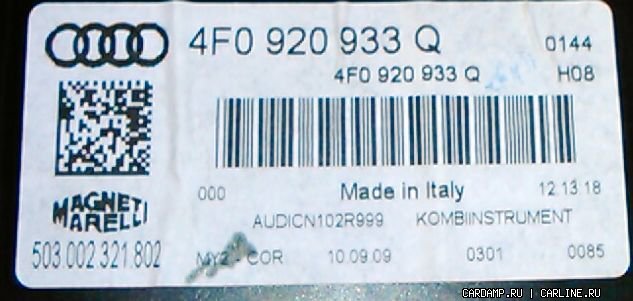 4F0 920 933 Q 0144
4F0 920 933 Q H08
000 Made in Italy 12 13 18
MAGNETI MARELLI
AUDICN102R999 KOMBIINSTRUMENT
503.002 321.802 COR 10.09.09 0301 0085
CARDAMP.RU | CARLINE.RU